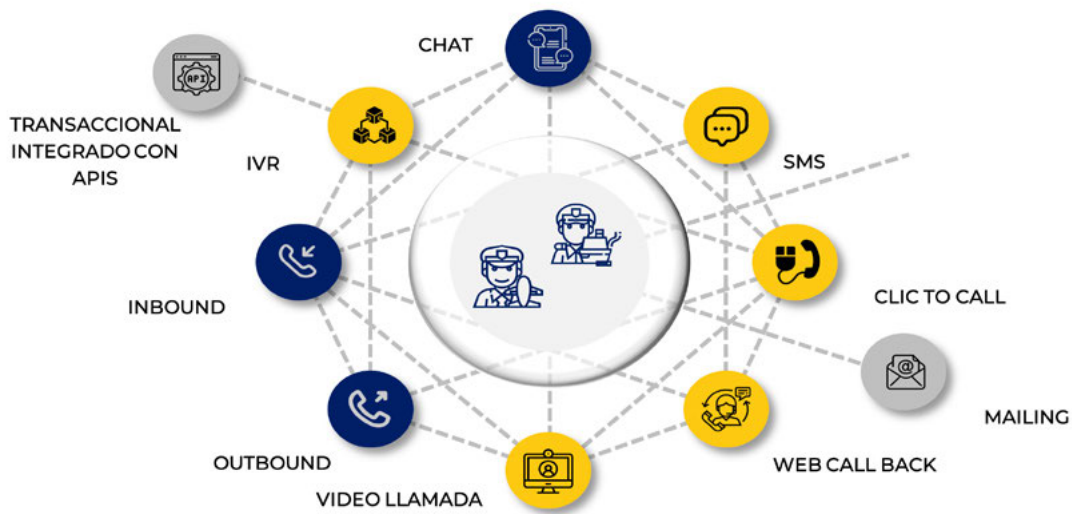 CHAT
API
TRANSACCIONAL
INTEGRADO CON
APIS
IVR
SMS
INBOUND
CLIC TO CALL
@
MAILING
OUTBOUND
WEB CALL BACK
VIDEO LLAMADA